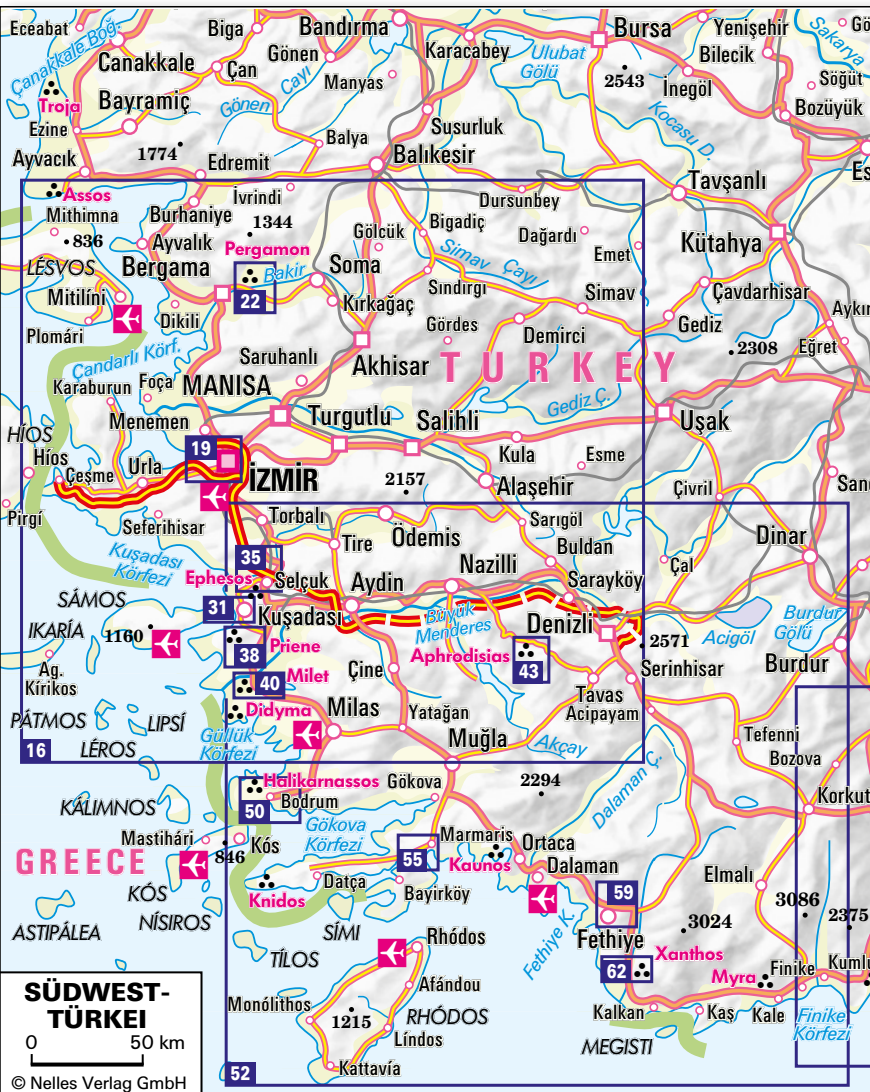 Eceabat
Biga
Bandırma
Bursa
Yenişehir
Gö
Çanakkale Boğ.
Canakkale
Gönen
Karacabey
Ulubat
Gölü
Bilecik
Sakarya
Çan
Gönen Çayı
Manyas
2543
İnegöl
Söğüt
Troja
Bayramiç
Kocasu D.
Bozüyük
Ezine
Balya
Susurluk
Ayvacık
1774
Edremit
Balıkesir
Es
Assos
İvrindi
Dursunbey
Tavşanlı
Mithimna
Burhaniye
1344
Gölcük
Bigadiç
Dağardı
Emet
Kütahya
836
Ayvalık
Pergamon
Simav Çayı
LÉSVOS
Bergama
Bakir
Soma
Sındırgı
Simav
Çavdarhisar
Mitilíni
22
Kırkağaç
Plomári
Dikili
Gördes
Demirci
Gediz
Aykırı
Eğret
Çandarlı Körf.
Saruhanlı
Akhisar
TURKEY
2308
Karaburun
Foça
MANISA
Gediz Ç.
HÍOS
Menemen
Turgutlu
Salihli
Uşak
Híos
19
Kula
Esme
Çeşme
Urla
İZMİR
2157
Alaşehir
Çivril
Sand
Pirgí
Seferihisar
Torbalı
Ödemis
Sarıgöl
Dinar
Kuşadası
Körfezi
Tire
Nazilli
Buldan
Çal
35
Ephesos
Selçuk
Aydin
Sarayköy
SÁMOS
31
Kuşadası
Büyük
Menderes
Denizli
Acigöl
Burdur
Gölü
IKARÍA
1160
Priene
2571
38
Aphrodisias
43
Serinhisar
Burdur
Ag.
Kírikos
40
Milet
Çine
Tavas
PÁTMOS
LIPSÍ
Didyma
Milas
Yatağan
Acipayam
16
LÉROS
Güllük
Körfezi
Muğla
Akçay
Tefenni
Bozova
Halikarnassos
Gökova
2294
Dalaman Ç.
KÁLIMNOS
50
Bodrum
Korkut
Mastihári
846
Kós
Gökova
Körfezi
Marmaris
Ortaca
GREECE
55
Kaunos
Dalaman
Elmalı
KÓS
Knidos
Datça
Bayirköy
59
3086
ASTIPÁLEA
NÍSIROS
Fethiye K.
3024
2375
SÍMI
Fethiye
TÍLOS
Rhódos
62
Xanthos
Myra
Finike
Kumlu
SÜDWEST-
TÜRKEI
Monólithos
Afándou
0 50 km
1215
RHÓDOS
Kalkan
Kaş
Kale
Finike
Körfezi
Líndos
MEGISTI
52
Kattavía
© Nelles Verlag GmbH